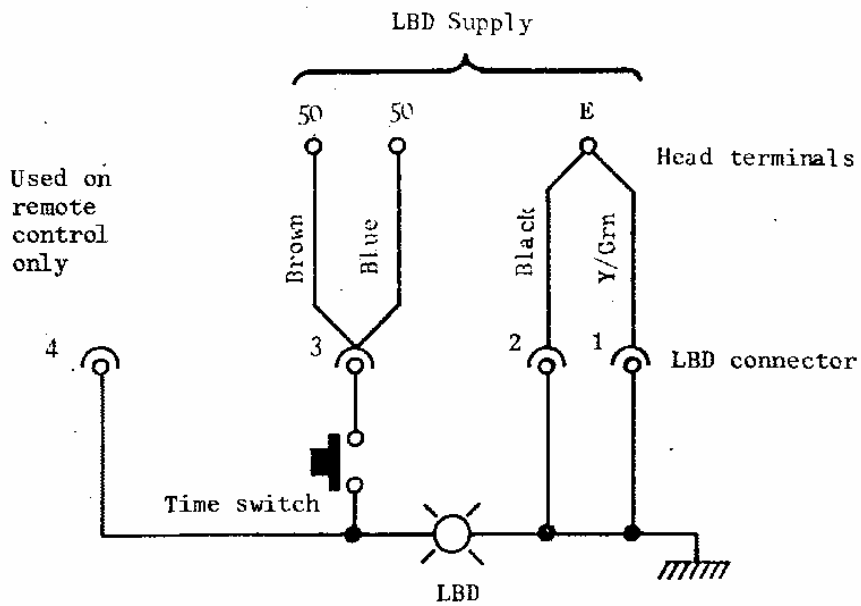 LBD Supply
50 50 E
Head terminals
Used on
remote
control
only
Brown
Blue
Black
Y/Grn
4 3 2 1
LBD connector
Time switch
LBD